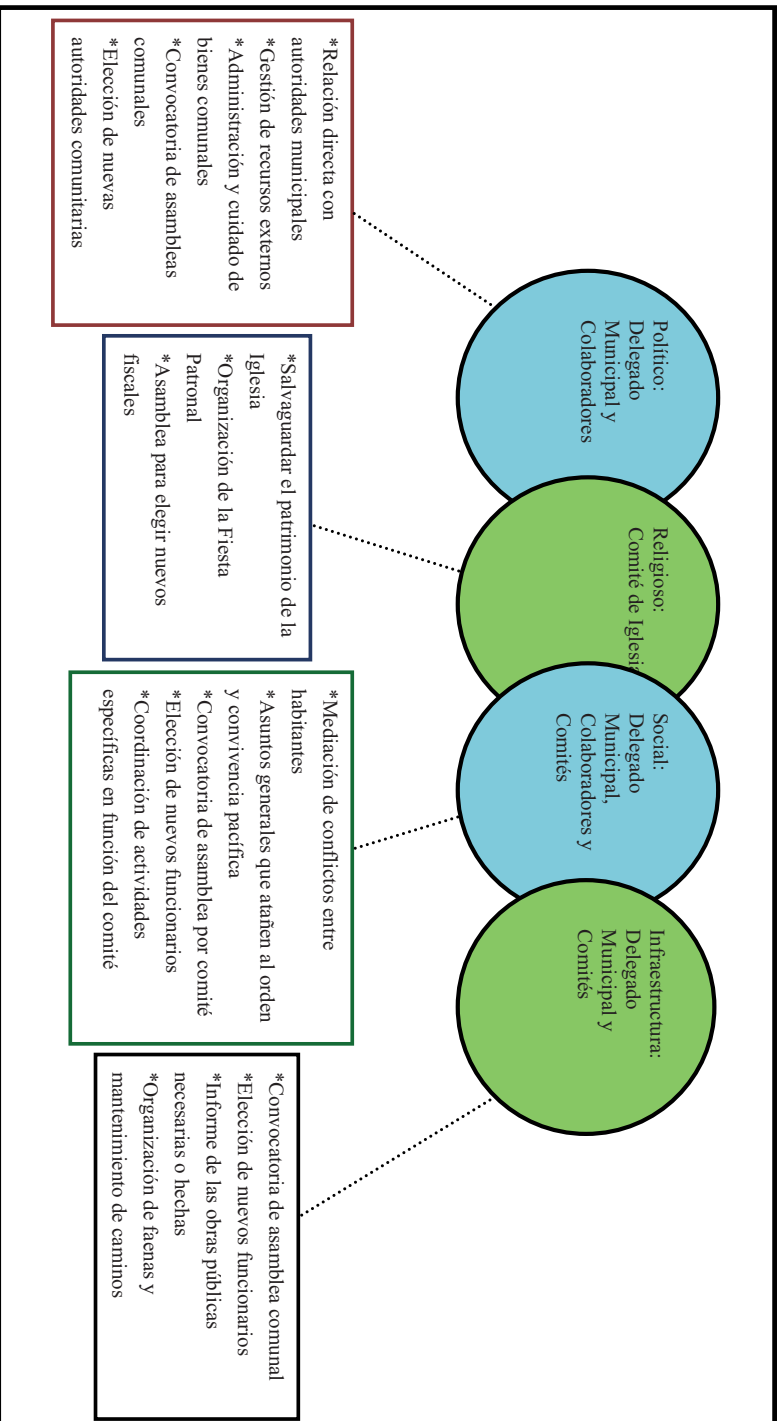 Político:
Delegado
Municipal y
Colaboradores
Religioso:
Comité de Iglesia
Social:
Delegado
Municipal,
Colaboradores y
Comités
Infraestructura:
Delegado
Municipal y
Comités
*Relación directa con
autoridades municipales
*Gestión de recursos externos
*Administración y cuidado de
bienes comunales
*Convocatoria de asambleas
comunales
*Elección de nuevas
autoridades comunitarias
*Salvaguardar el patrimonio de la
Iglesia
*Organización de la Fiesta
Patronal
*Asamblea para elegir nuevos
fiscales
*Mediación de conflictos entre
habitantes
*Asuntos generales que atañen al orden
y convivencia pacífica
*Convocatoria de asamblea por comité
*Elección de nuevos funcionarios
*Coordinación de actividades
específicas en función del comité
*Convocatoria de asamblea comunal
*Elección de nuevos funcionarios
*Informe de las obras públicas
necesarias o hechas
*Organización de faenas y
mantenimiento de caminos